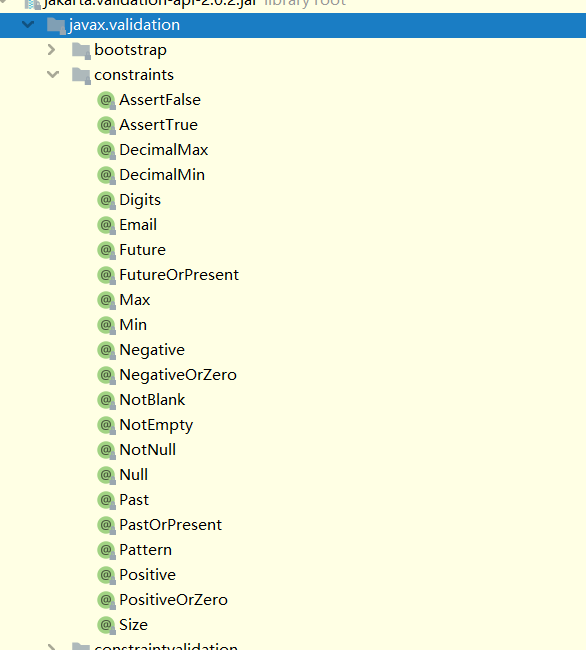 jakarta.validation-api-2.0.2.jar library root
javax.validation
bootstrap
constraints
@ AssertFalse
@ AssertTrue
@ DecimalMax
@ DecimalMin
@ Digits
@ Email
@ Future
@ FutureOrPresent
@ Max
@ Min
@ Negative
@ NegativeOrZero
@ NotBlank
@ NotEmpty
@ NotNull
@ Null
@ Past
@ PastOrPresent
@ Pattern
@ Positive
@ PositiveOrZero
@ Size
constraintvalidation